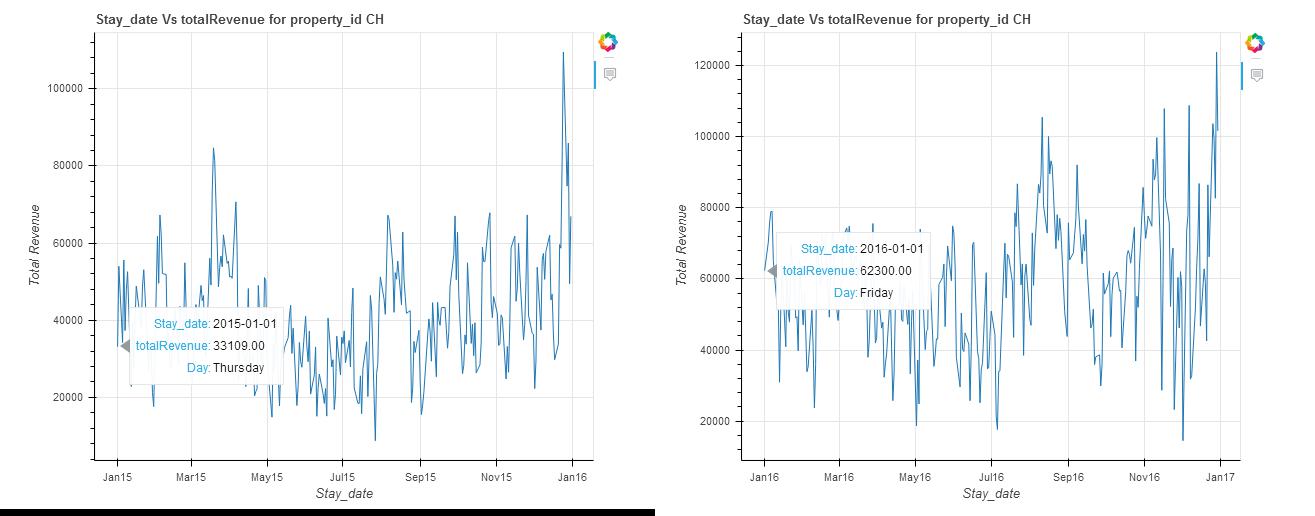 Stay_date Vs totalRevenue for property_id CH
100000
80000
60000
40000
20000
Total Revenue
Stay_date: 2015-01-01
totalRevenue: 33109.00
Day: Thursday
Jan15 Mar15 May15 Jul15 Sep15 Nov15 Jan16
Stay_date
Stay_date Vs totalRevenue for property_id CH
120000
100000
80000
60000
40000
20000
Total Revenue
Stay_date: 2016-01-01
totalRevenue: 62300.00
Day: Friday
Jan16 Mar16 May16 Jul16 Sep16 Nov16 Jan17
Stay_date